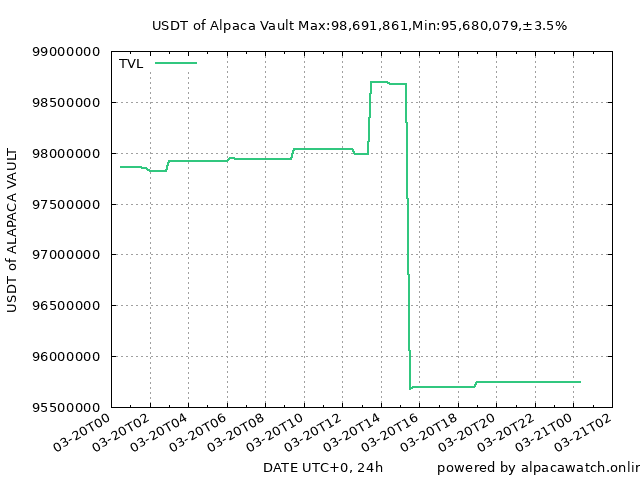 USDT of Alpaca Vault Max:98,691,861,Min:95,680,079,±3.5%
99000000
TVL
98500000
98000000
97500000
97000000
96500000
96000000
95500000
USDT of ALAPACA VAULT
03-20T00
03-20T02
03-20T04
03-20T06
03-20T08
03-20T10
03-20T12
03-20T14
03-20T16
03-20T18
03-20T20
03-20T22
03-21T00
03-21T02
DATE UTC+0, 24h
powered by alpacawatch.onlin